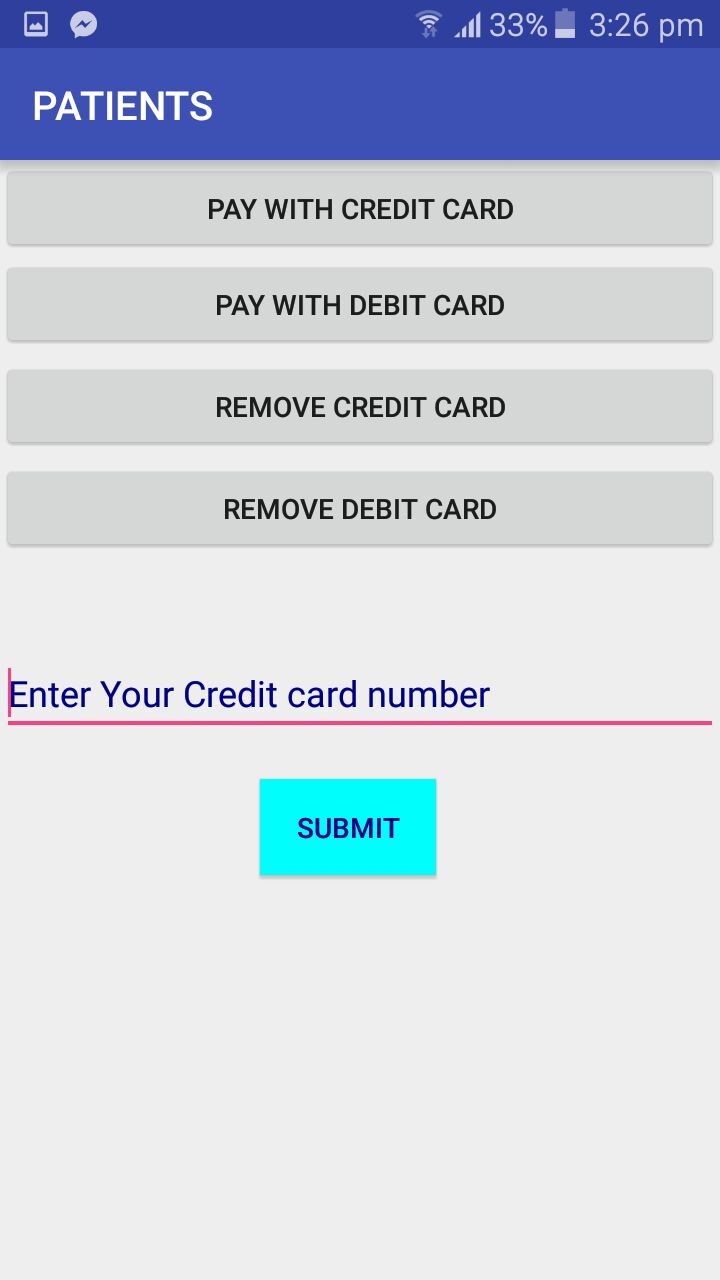 33% 3:26 pm
PATIENTS
PAY WITH CREDIT CARD
PAY WITH DEBIT CARD
REMOVE CREDIT CARD
REMOVE DEBIT CARD
Enter Your Credit card number
SUBMIT